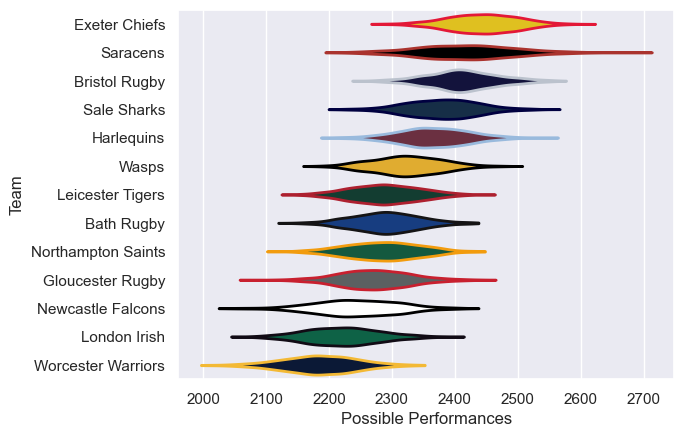 Exeter Chiefs
Saracens
Bristol Rugby
Sale Sharks
Harlequins
Wasps
Leicester Tigers
Bath Rugby
Northampton Saints
Gloucester Rugby
Newcastle Falcons
London Irish
Worcester Warriors
Team
2000 2100 2200 2300 2400 2500 2600 2700
Possible Performances